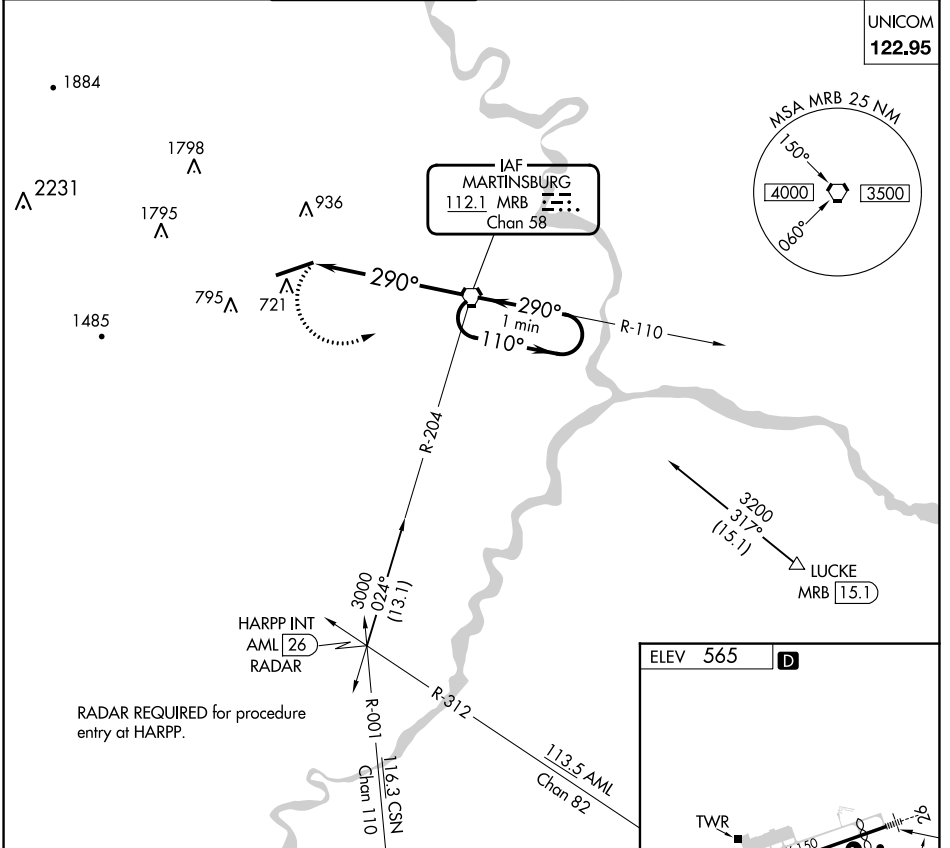 UNICOM
122.95
1884
1798
2231
1795
936
795
721
1485
IAF
MARTINSBURG
112.1 MRB
Chan 58
MSA MRB 25 NM
150°
4000
3500
060°
290°
290°
1 min
110°
R-110
R-204
3000
024°
(13.1)
3200
317°
(15.1)
LUCKE
MRB 15.1
HARPP INT
AML 26
RADAR
RADAR REQUIRED for procedure
entry at HARPP.
R-312
R-001
116.3 CSN
Chan 110
113.5 AML
Chan 82
ELEV 565 D
TWR
26